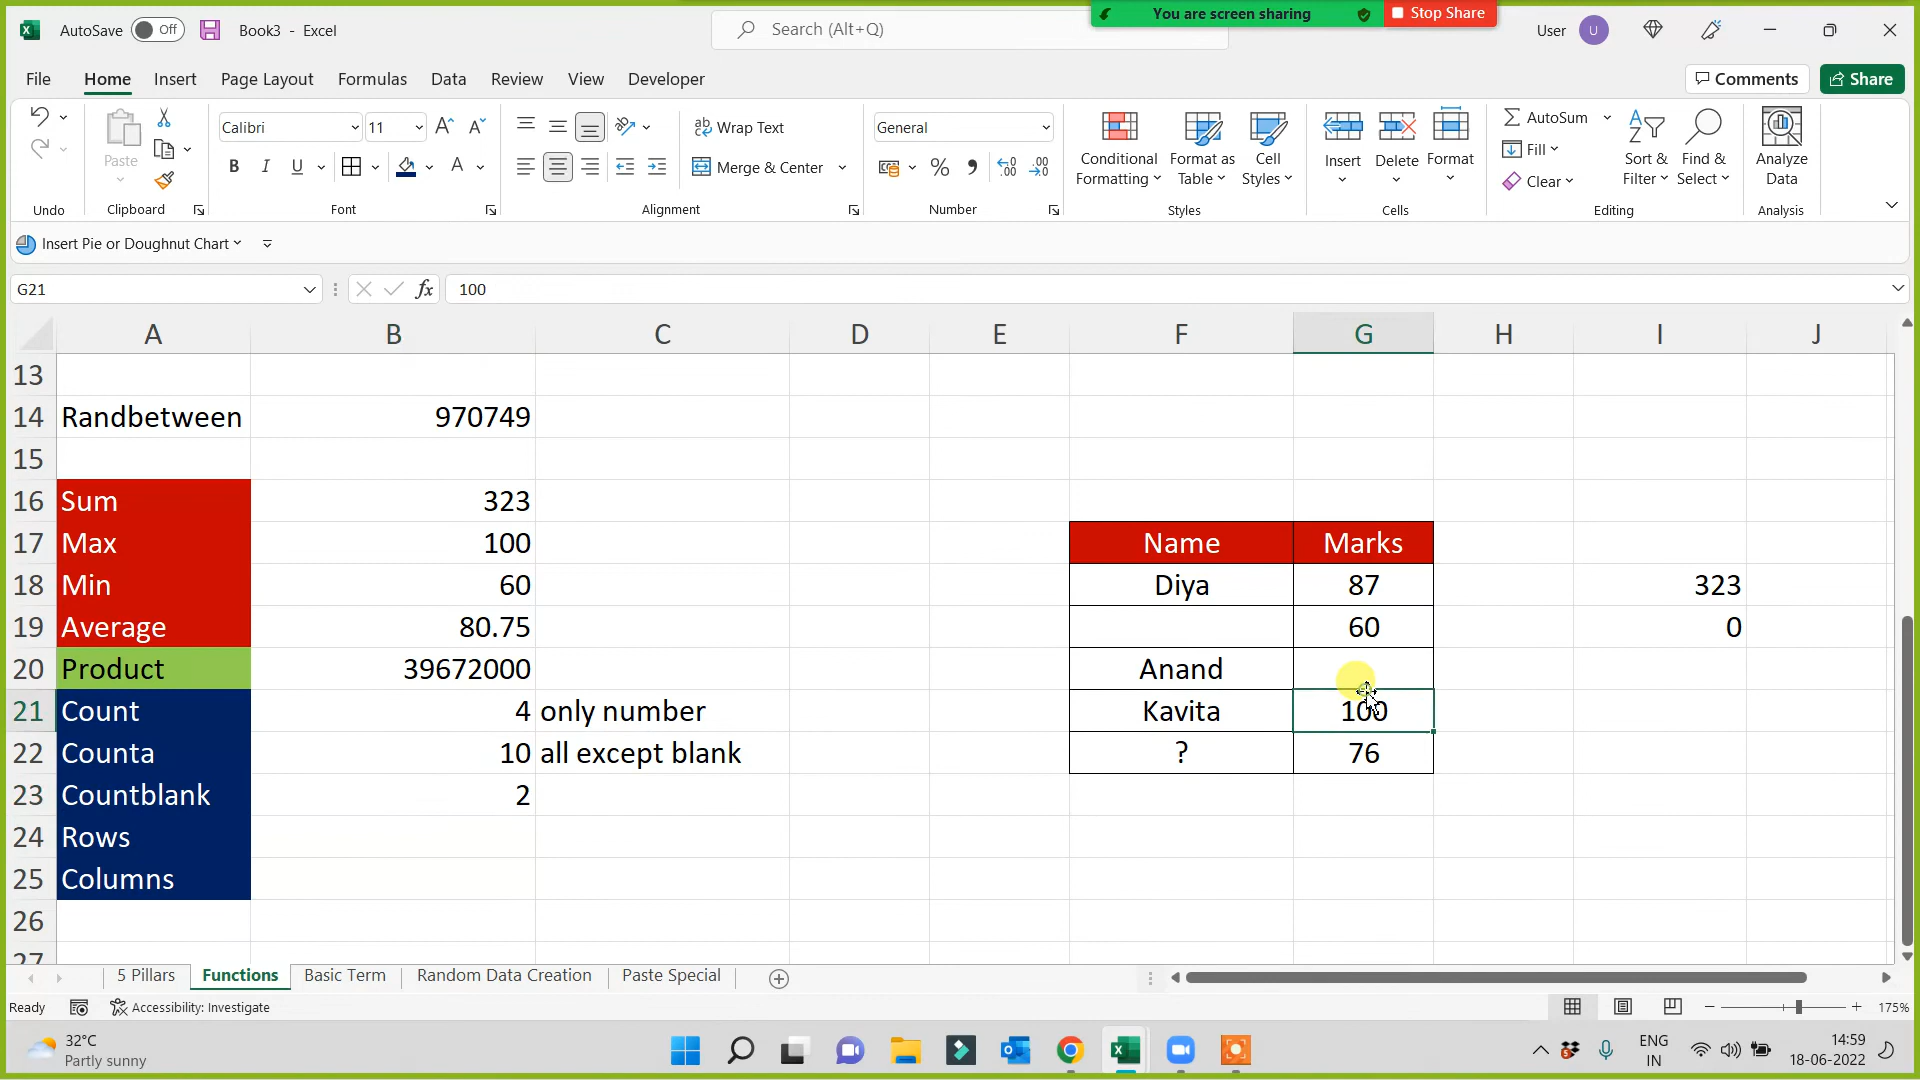 You are screen sharing
Stop Share
AutoSave Off Book3 - Excel
Search (Alt+Q)
User U
File Home Insert Page Layout Formulas Data Review View Developer
Comments Share
Paste
Calibri 11
B I U A
Wrap Text
Merge & Center
General
Conditional Formatting
Format as Table
Cell Styles
Insert Delete Format
AutoSum
Fill
Clear
Sort & Filter
Find & Select
Analyze Data
Undo Clipboard Font Alignment Number Styles Cells Editing Analysis
Insert Pie or Doughnut Chart
G21 fx 100
A B C D E F G H I J
13
14 Randbetween 970749
15
16 Sum 323
17 Max 100 Name Marks
18 Min 60 Diya 87 323
19 Average 80.75 60 0
20 Product 39672000 Anand
21 Count 4 only number Kavita 100
22 Counta 10 all except blank ? 76
23 Countblank 2
24 Rows
25 Columns
26
27
5 Pillars Functions Basic Term Random Data Creation Paste Special
Ready Accessibility: Investigate 175%
32°C
Partly sunny
ENG
IN
14:59
18-06-2022